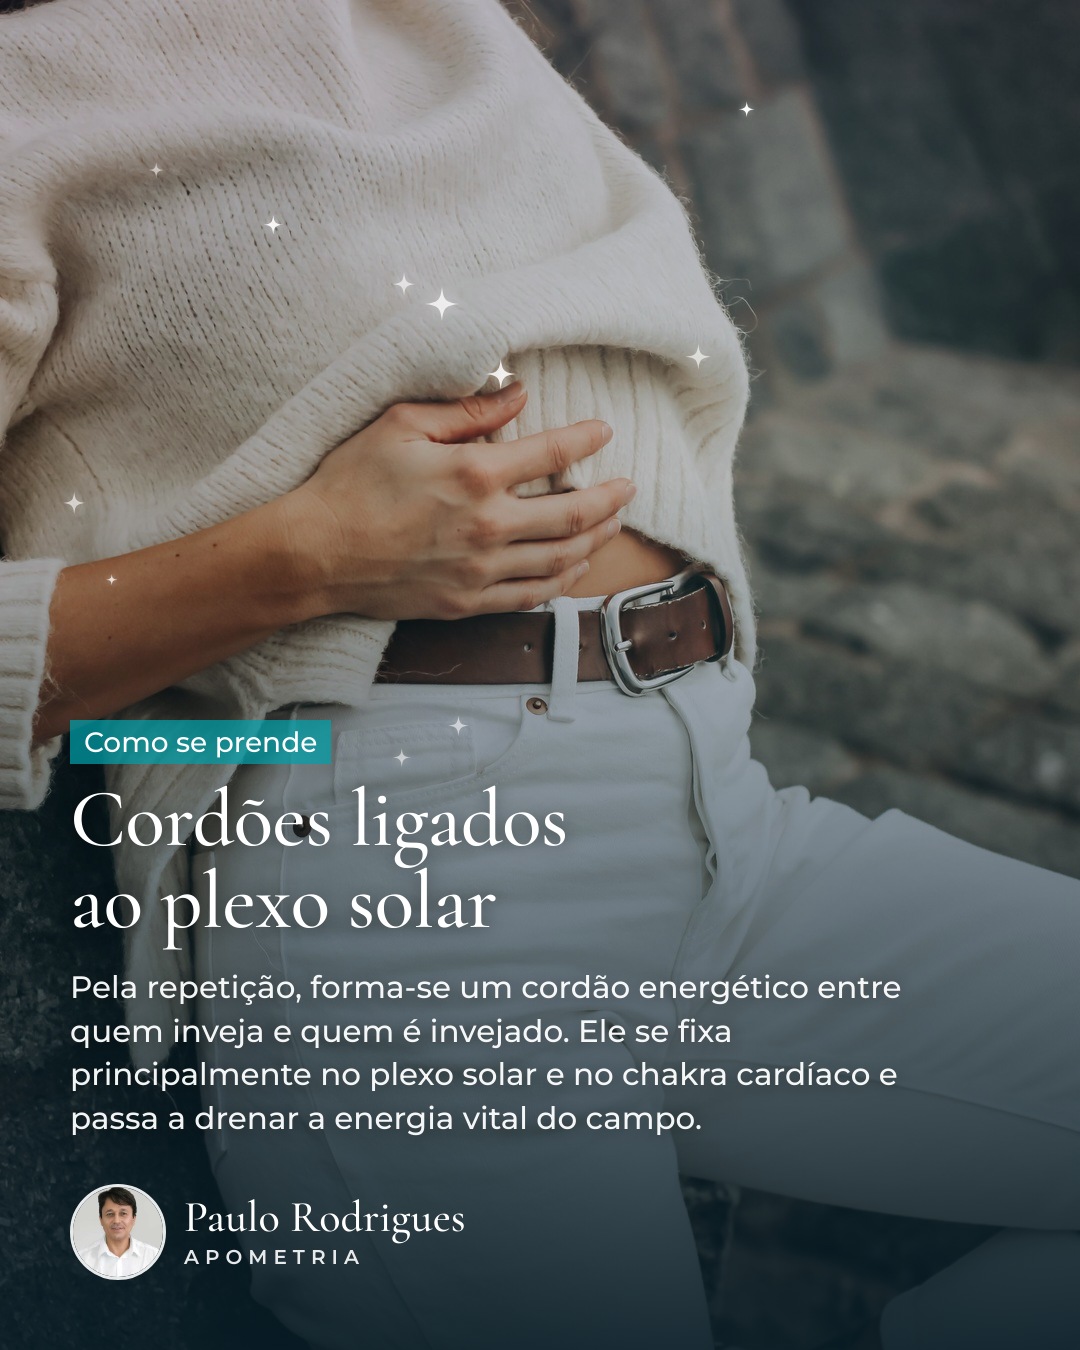 Como se prende
Cordões ligados
ao plexo solar
Pela repetição, forma-se um cordão energético entre
quem inveja e quem é invejado. Ele se fixa
principalmente no plexo solar e no chakra cardíaco e
passa a drenar a energia vital do campo.
Paulo Rodrigues
APOMETRIA